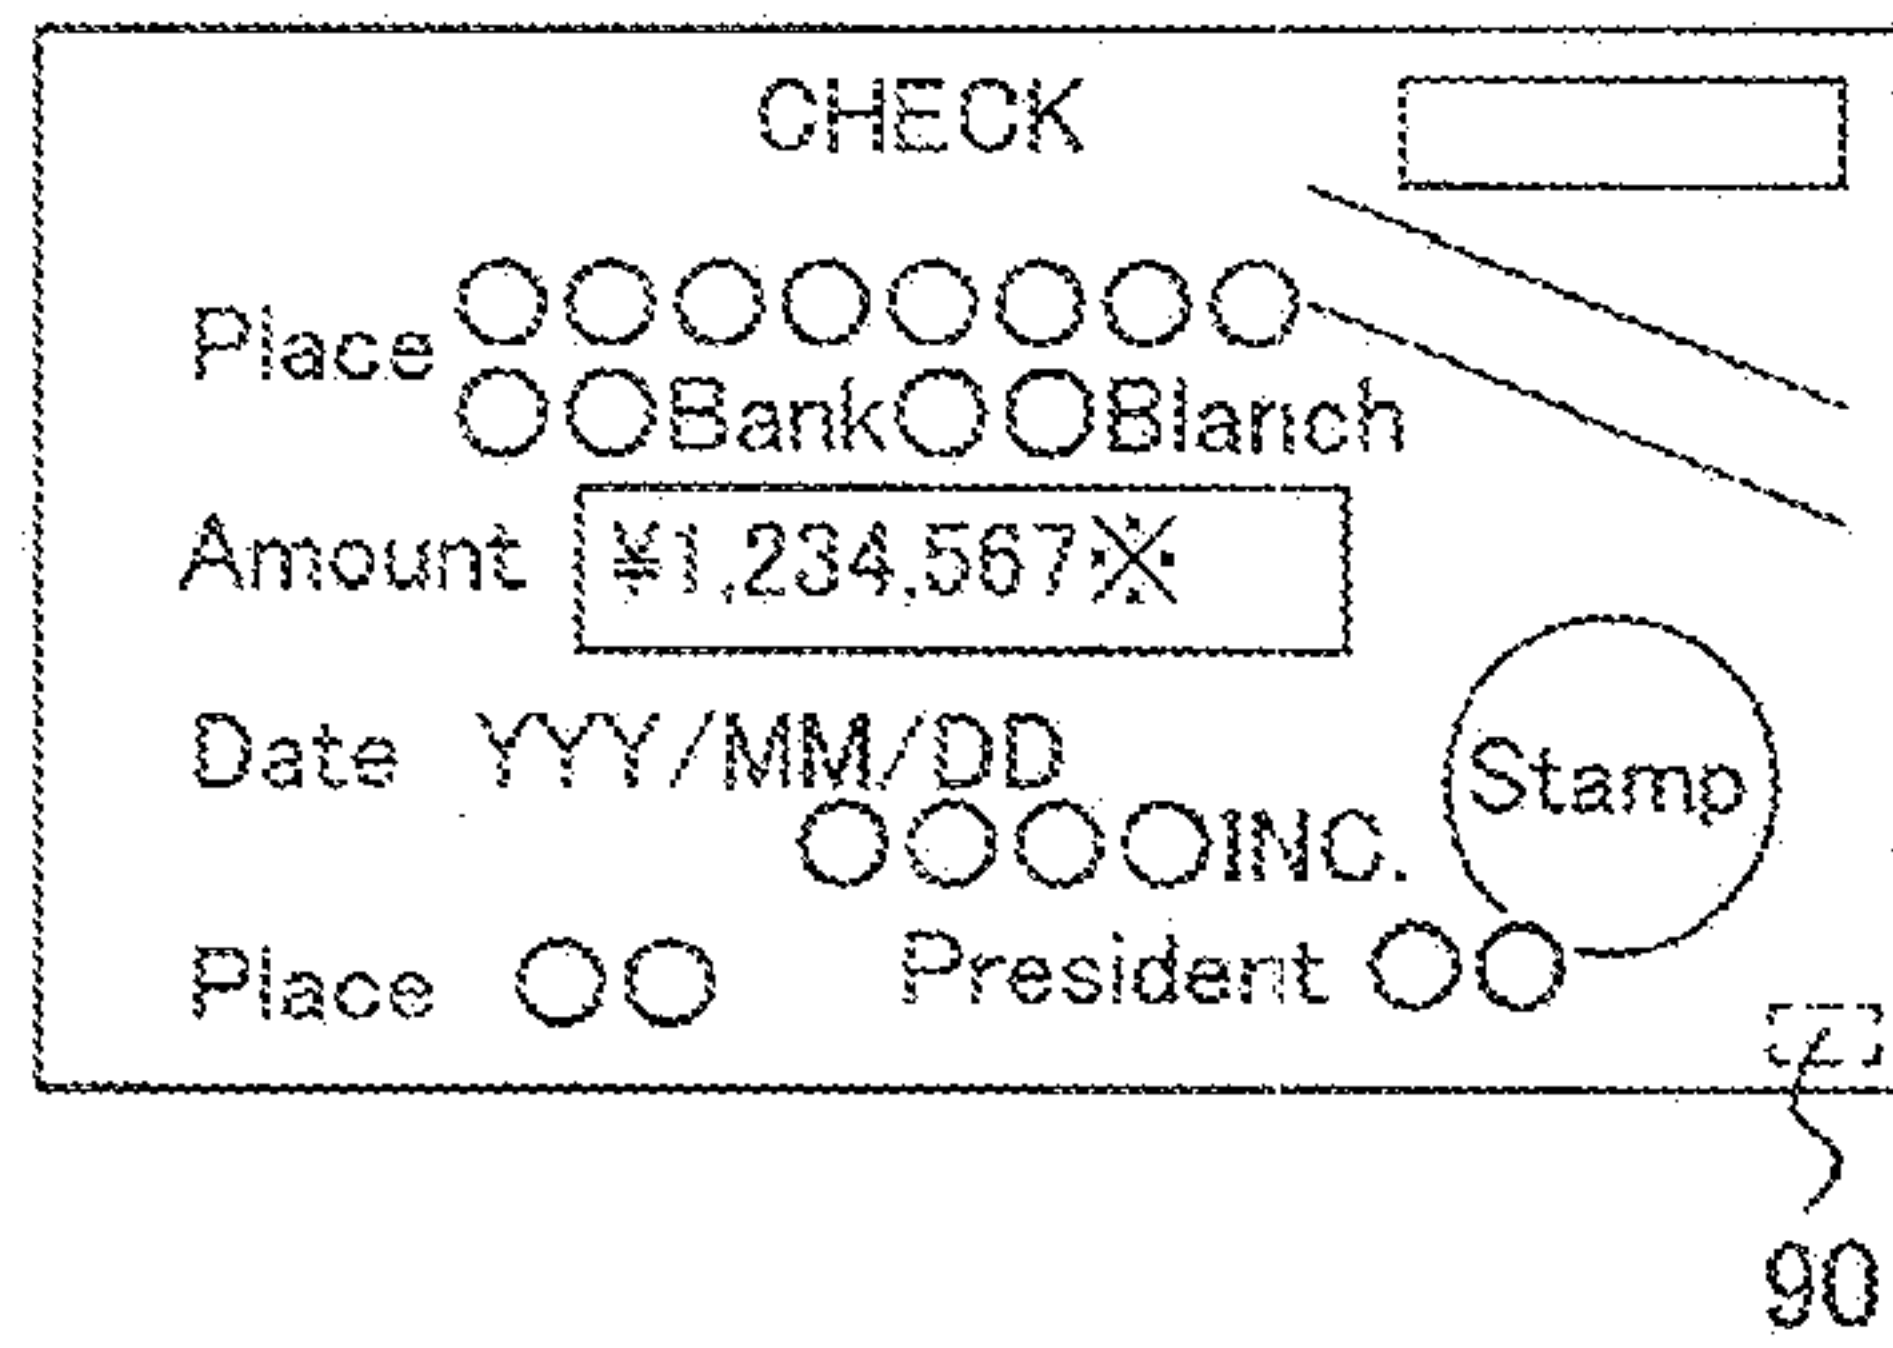 CHECK
Place ○○○○○○○○
○○Bank○○Blanch
Amount ¥1,234,567※
Date YYY/MM/DD
Stamp
○○○○INC.
Place ○○ President ○○
90